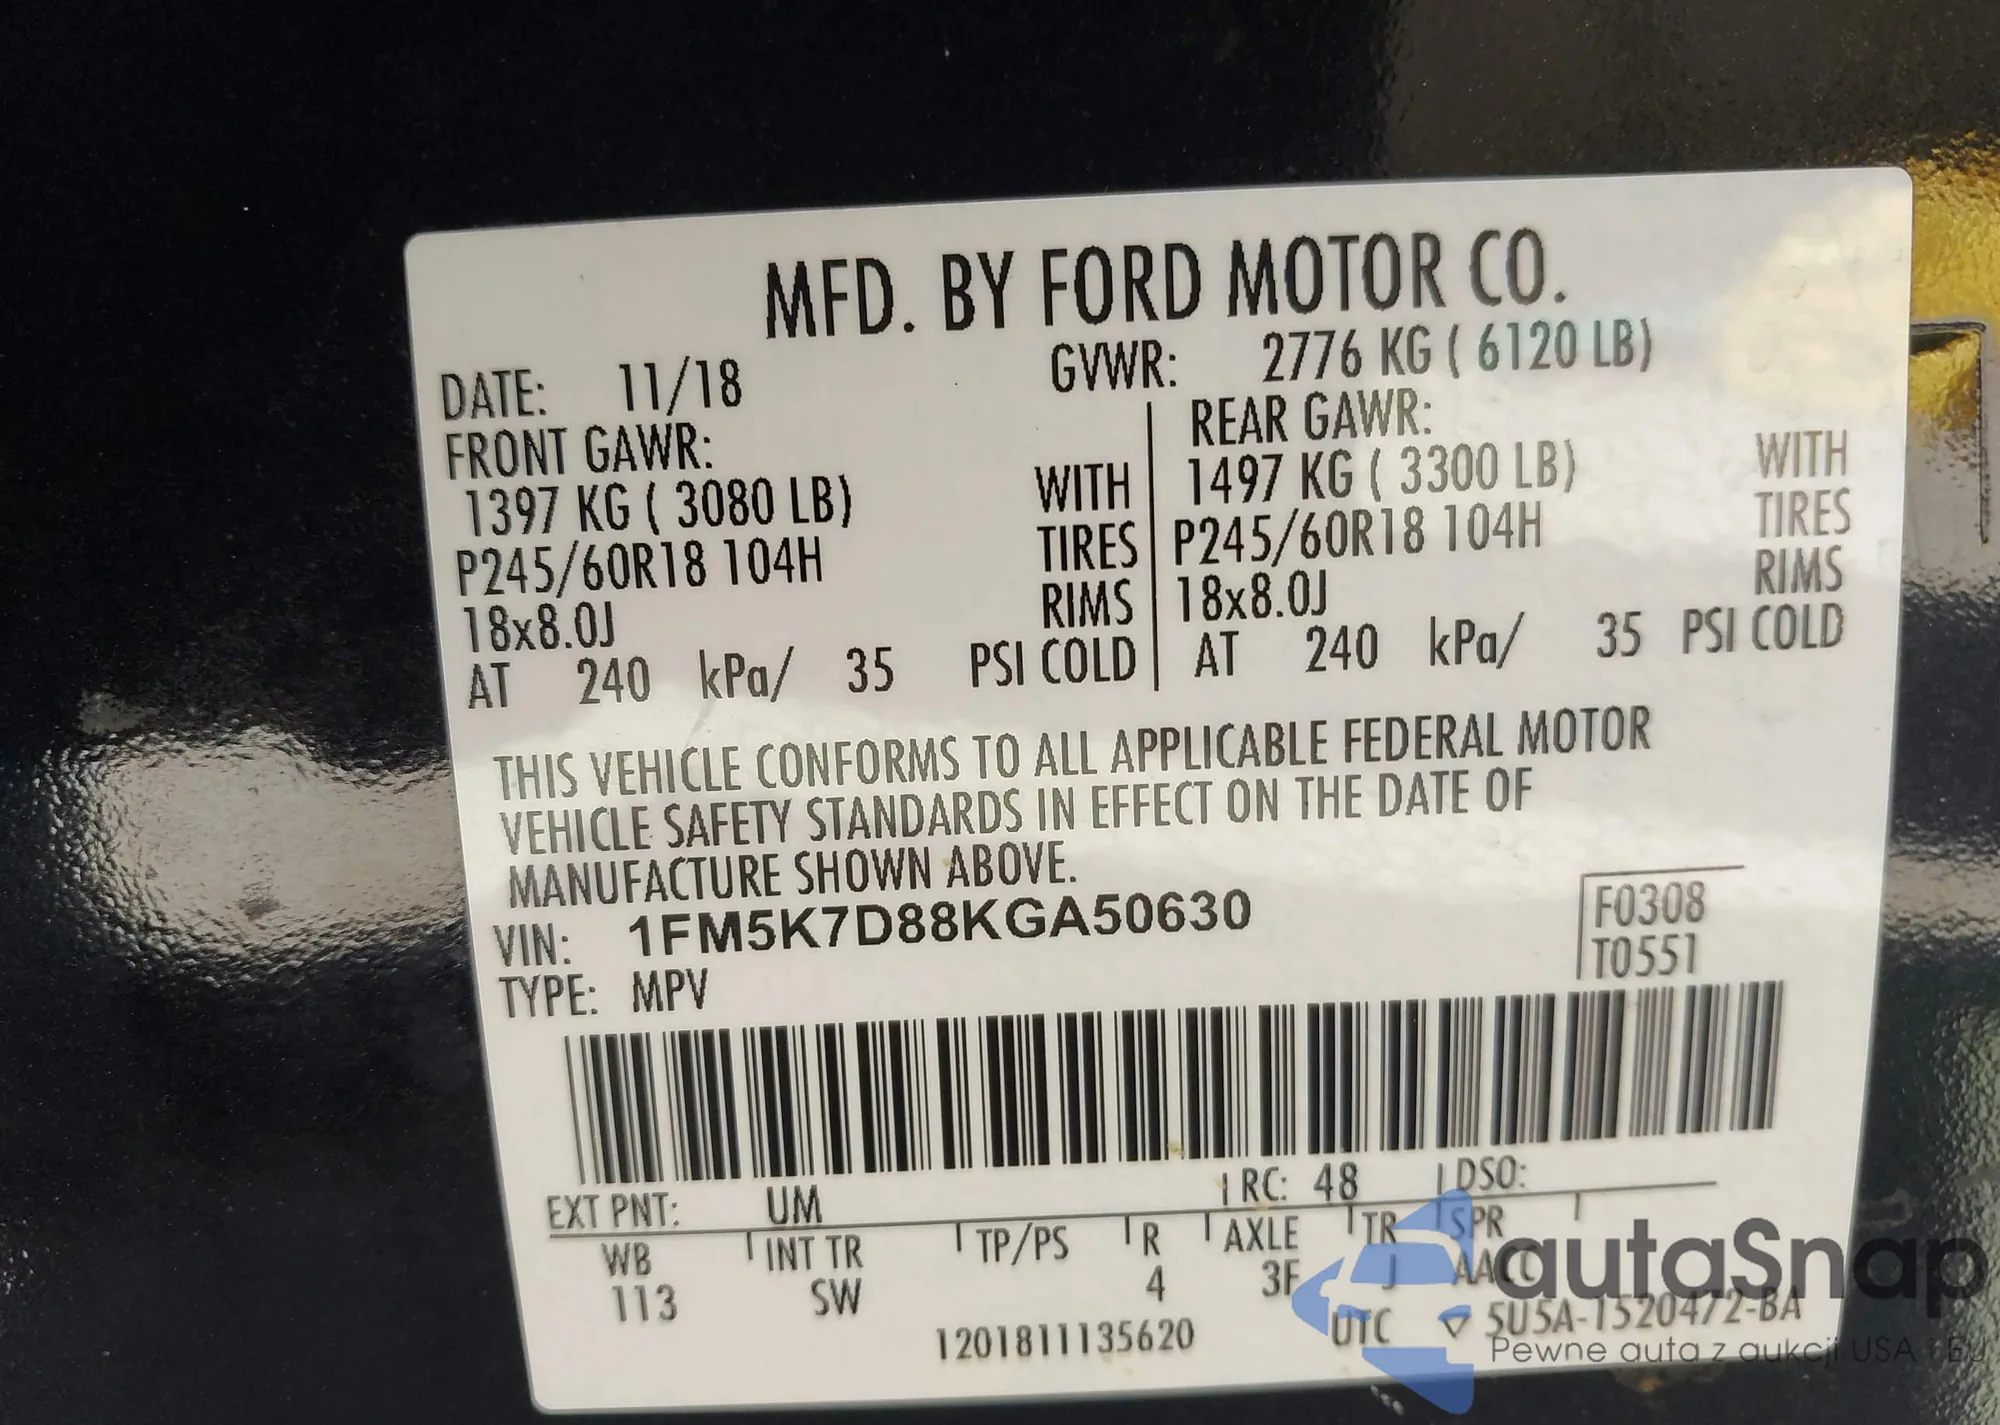 MFD. BY FORD MOTOR CO.
DATE: 11/18 GVWR: 2776 KG ( 6120 LB)
FRONT GAWR: REAR GAWR:
1397 KG ( 3080 LB) WITH 1497 KG ( 3300 LB) WITH
P245/60R18 104H TIRES P245/60R18 104H TIRES
18x8.0J RIMS 18x8.0J RIMS
AT 240 kPa/ 35 PSI COLD AT 240 kPa/ 35 PSI COLD
THIS VEHICLE CONFORMS TO ALL APPLICABLE FEDERAL MOTOR
VEHICLE SAFETY STANDARDS IN EFFECT ON THE DATE OF
MANUFACTURE SHOWN ABOVE.
VIN: 1FM5K7D88KGA50630 F0308
TYPE: MPV T0551
EXT PNT: UM RC: 48 DSO:
WB INT TR TP/PS R AXLE TR SPR
113 SW 4 3F J AACC
1201811135620 UTC ▽ 5U5A-1520472-BA
autaSnap
Pewne auta z aukcji USA i EU